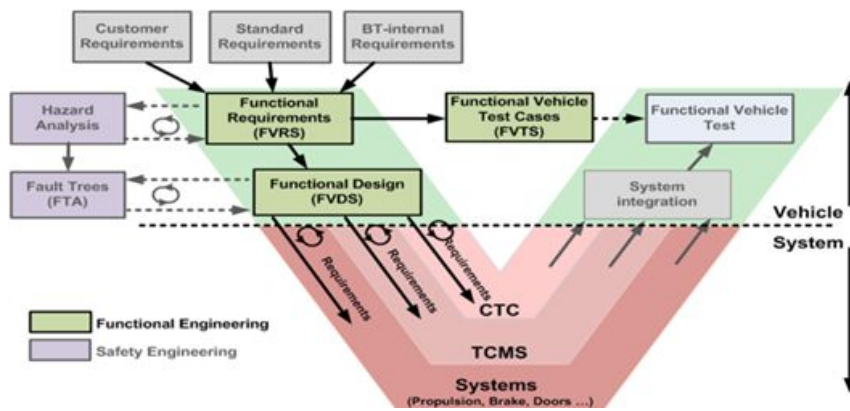 Customer
Requirements
Standard
Requirements
BT-internal
Requirements
Hazard
Analysis
Functional
Requirements
(FVRS)
Functional Vehicle
Test Cases
(FVTS)
Functional Vehicle
Test
Fault Trees
(FTA)
Functional Design
(FVDS)
System
integration
Vehicle
System
Requirements
Requirements
Requirements
CTC
TCMS
Systems
(Propulsion, Brake, Doors ...)
Functional Engineering
Safety Engineering